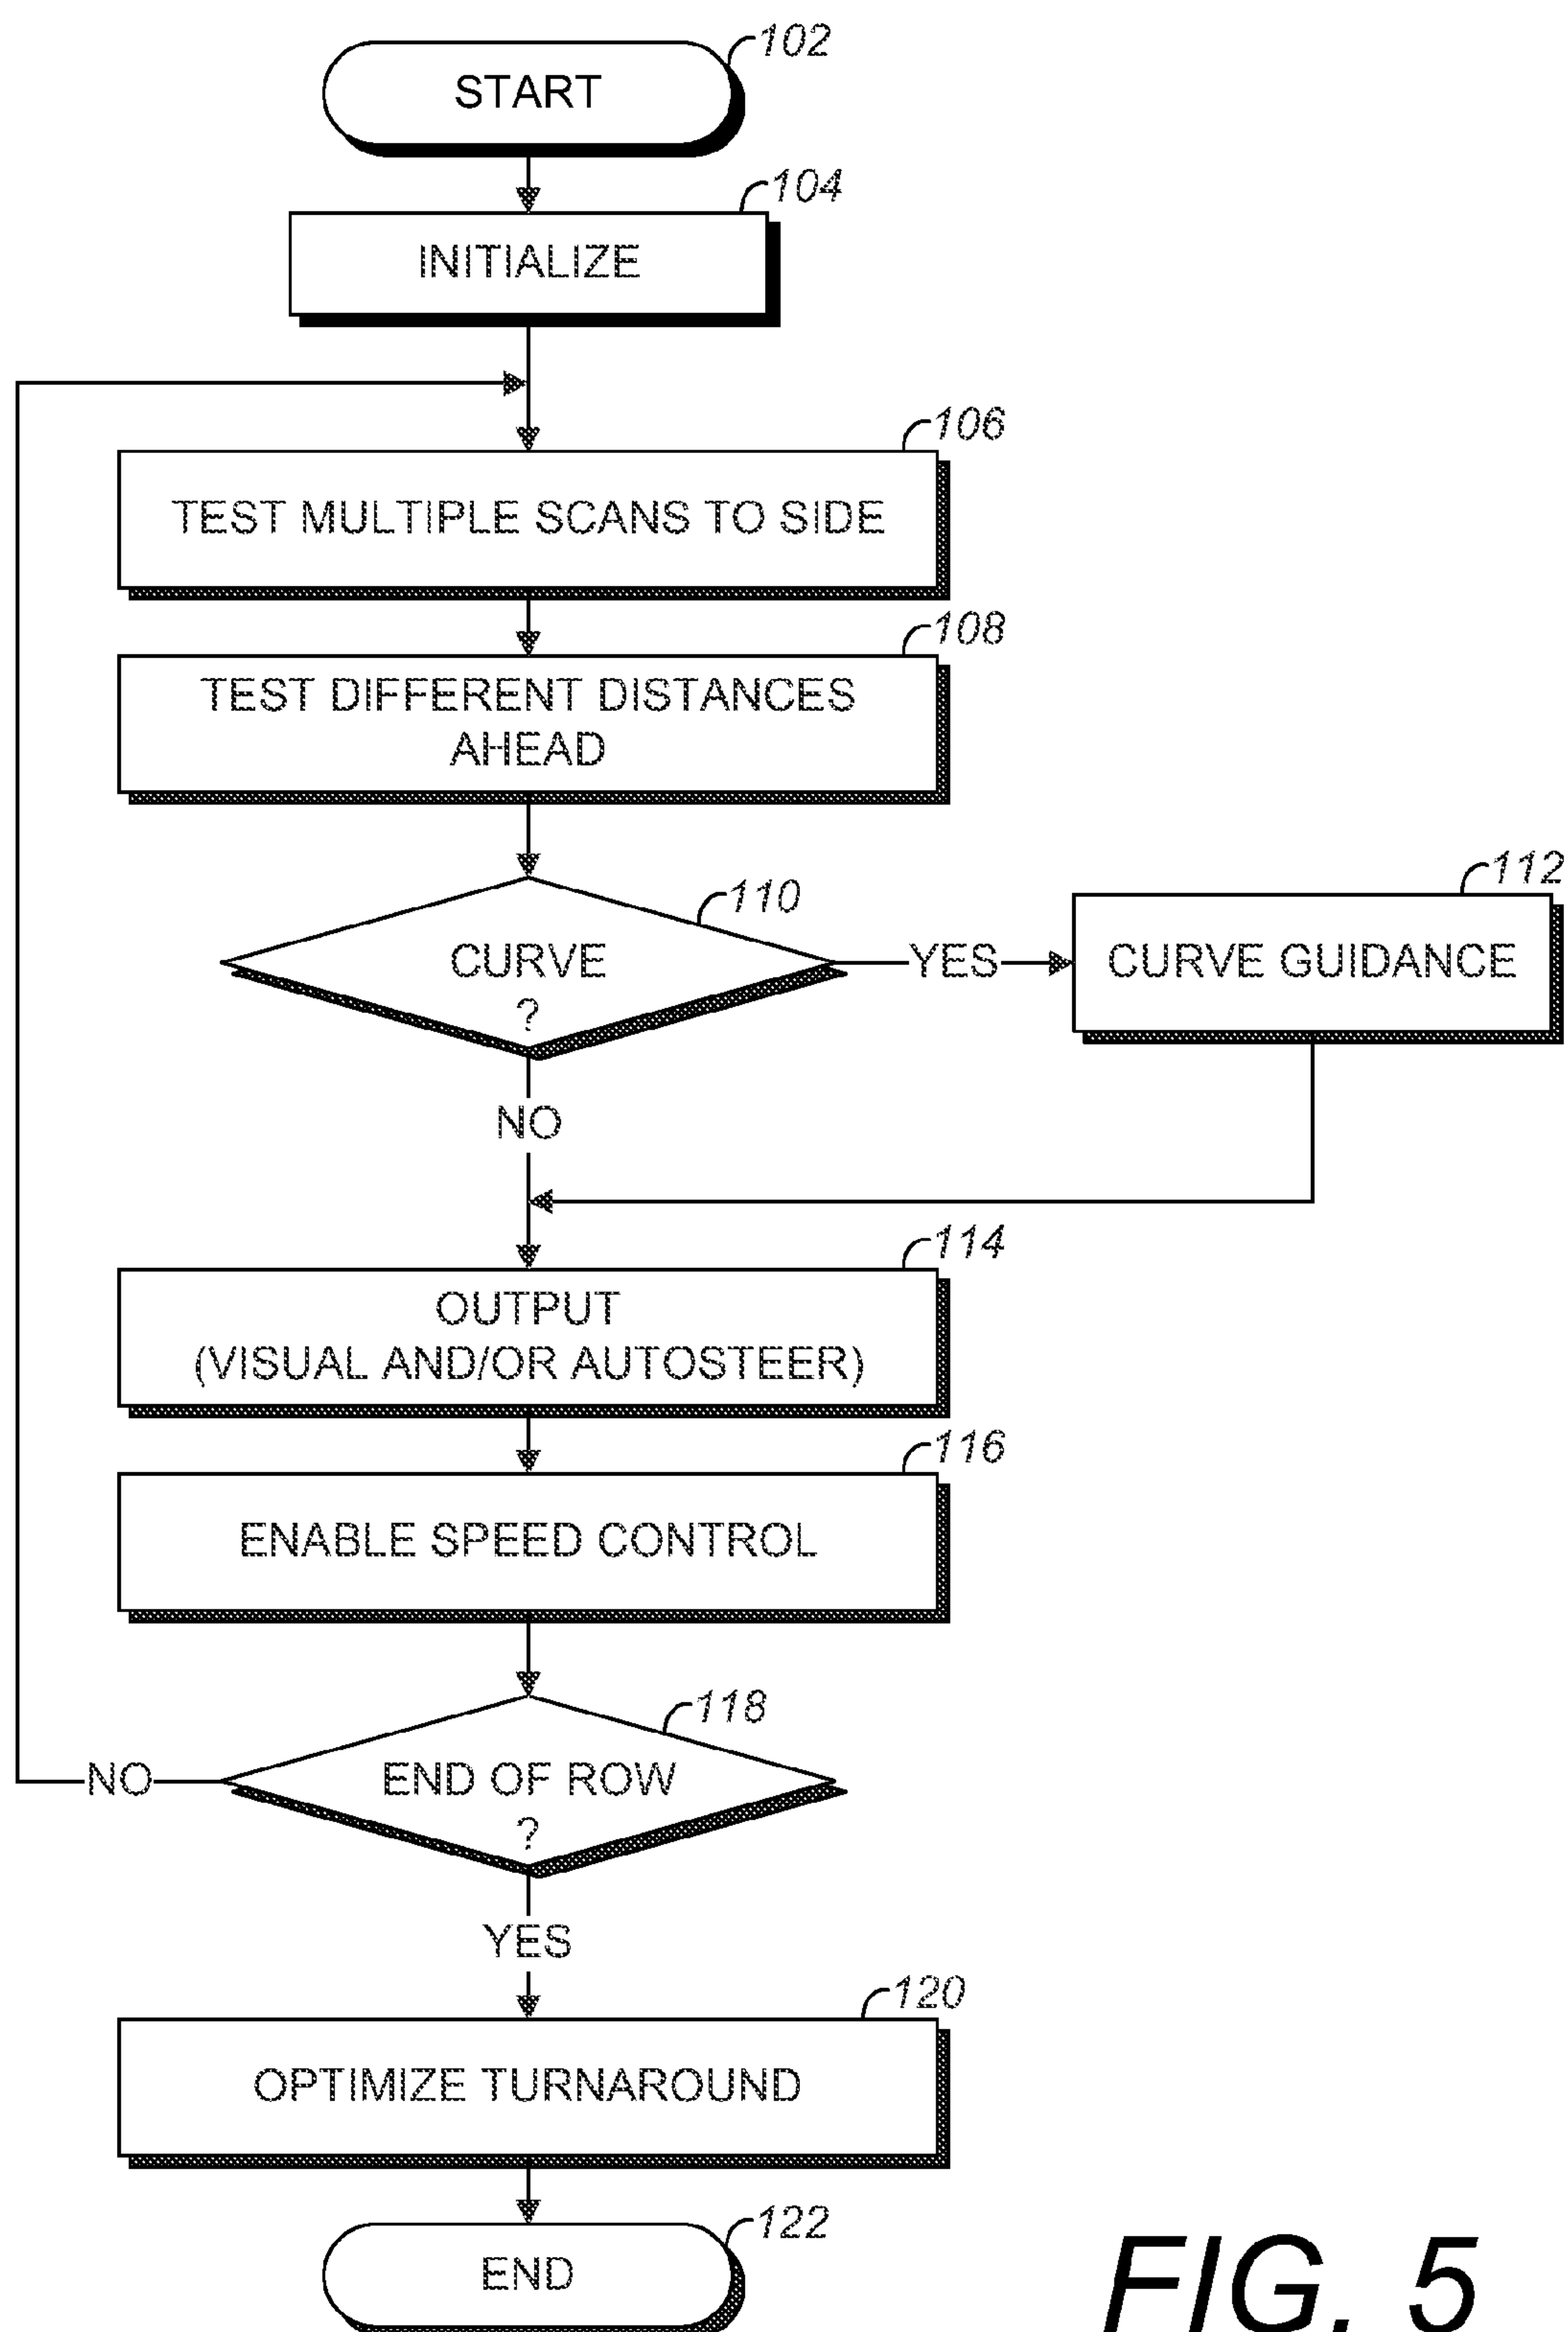 102
START
104
INITIALIZE
106
TEST MULTIPLE SCANS TO SIDE
108
TEST DIFFERENT DISTANCES
AHEAD
110
CURVE
?
YES
112
CURVE GUIDANCE
NO
114
OUTPUT
(VISUAL AND/OR AUTOSTEER)
116
ENABLE SPEED CONTROL
118
END OF ROW
?
NO
YES
120
OPTIMIZE TURNAROUND
122
END
FIG. 5